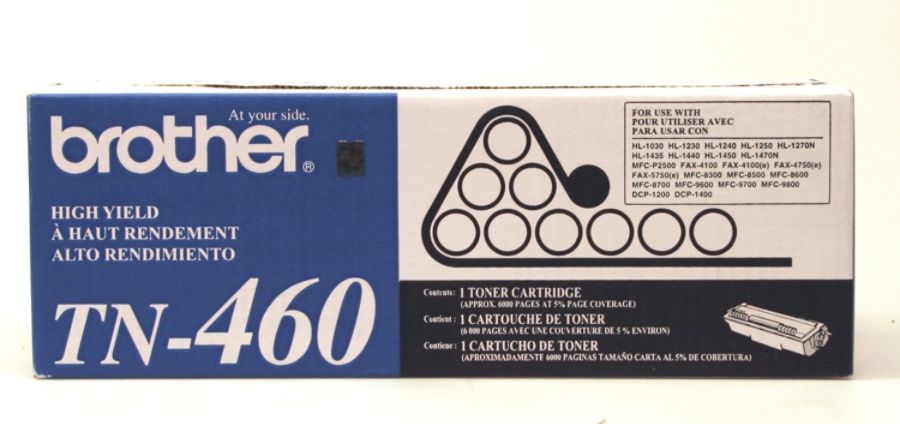 At your side.
brother®
HIGH YIELD
À HAUT RENDEMENT
ALTO RENDIMIENTO
TN-460
FOR USE WITH
POUR UTILISER AVEC
PARA USAR CON
HL-1030 HL-1230 HL-1240 HL-1250 HL-1270N
HL-1435 HL-1440 HL-1450 HL-1470N
MFC-P2500 FAX-4100 FAX-4100(e) FAX-4750(e)
FAX-5750(e) MFC-8300 MFC-8500 MFC-8600
MFC-8700 MFC-9600 MFC-9700 MFC-9800
DCP-1200 DCP-1400
Contents: 1 TONER CARTRIDGE
(APPROX. 6000 PAGES AT 5% PAGE COVERAGE)
Contient : 1 CARTOUCHE DE TONER
(6 000 PAGES AVEC UNE COUVERTURE DE 5 % ENVIRON)
Contiene : 1 CARTUCHO DE TONER
(APROXIMADAMENTE 6000 PAGINAS TAMAÑO CARTA AL 5% DE COBERTURA)